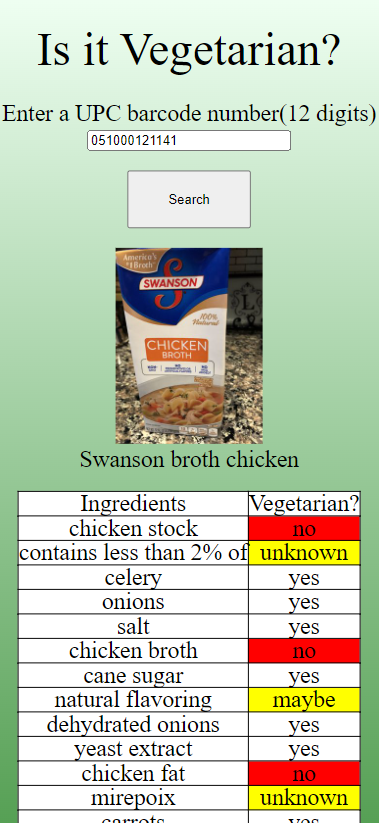 Is it Vegetarian?
Enter a UPC barcode number(12 digits)
051000121141
Search
America's
#1 Broth
SWANSON
100%
Natural
CHICKEN
BROTH
Swanson broth chicken
Ingredients Vegetarian?
chicken stock no
contains less than 2% of unknown
celery yes
onions yes
salt yes
chicken broth no
cane sugar yes
natural flavoring maybe
dehydrated onions yes
yeast extract yes
chicken fat no
mirepoix unknown
carrots yes